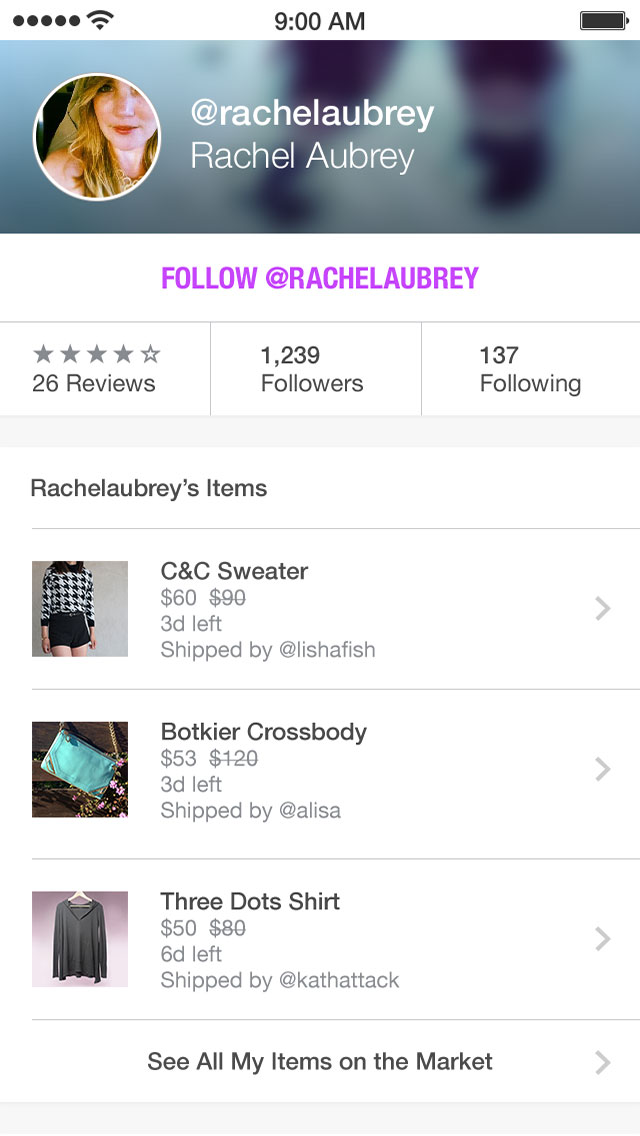 9:00 AM
@rachelaubrey
Rachel Aubrey
FOLLOW @RACHELAUBREY
26 Reviews
1,239
Followers
137
Following
Rachelaubrey’s Items
C&C Sweater
$60 $90
3d left
Shipped by @lishafish
Botkier Crossbody
$53 $120
3d left
Shipped by @alisa
Three Dots Shirt
$50 $80
6d left
Shipped by @kathattack
See All My Items on the Market